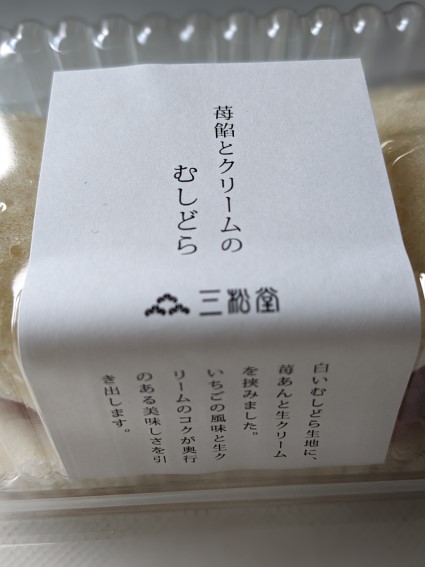 苺餡とクリームの
むしどら
三松堂
白いむしどら生地に、
苺あんと生クリーム
を挟みました。
いちごの風味と生ク
リームのコクが奥行
のある美味しさを引
き出します。